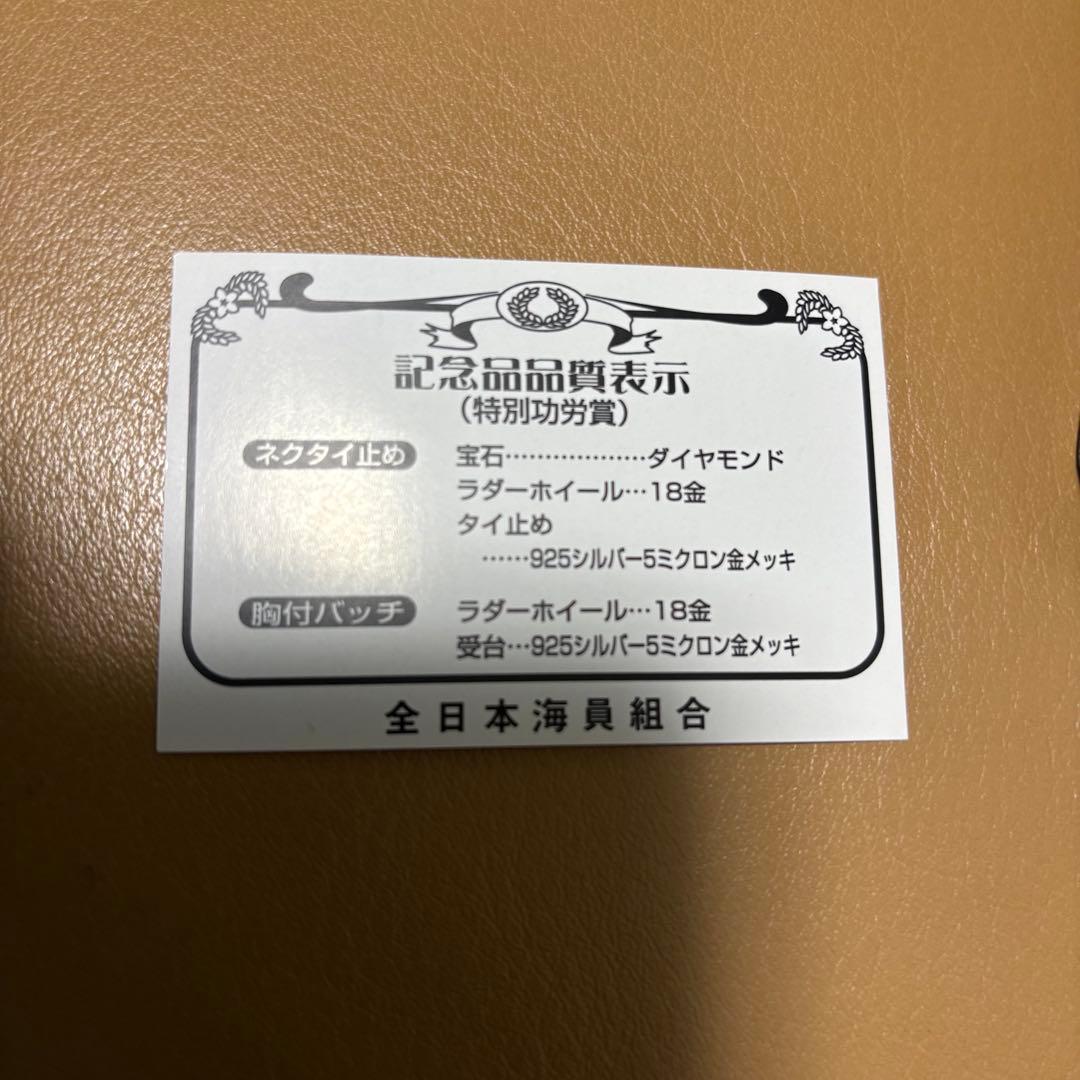 記念品品質表示
(特別功労賞)
ネクタイ止め 宝石………………ダイヤモンド
ラダーホイール…18金
タイ止め
……925シルバー5ミクロン金メッキ
胸付バッチ ラダーホイール…18金
受台…925シルバー5ミクロン金メッキ
全日本海員組合